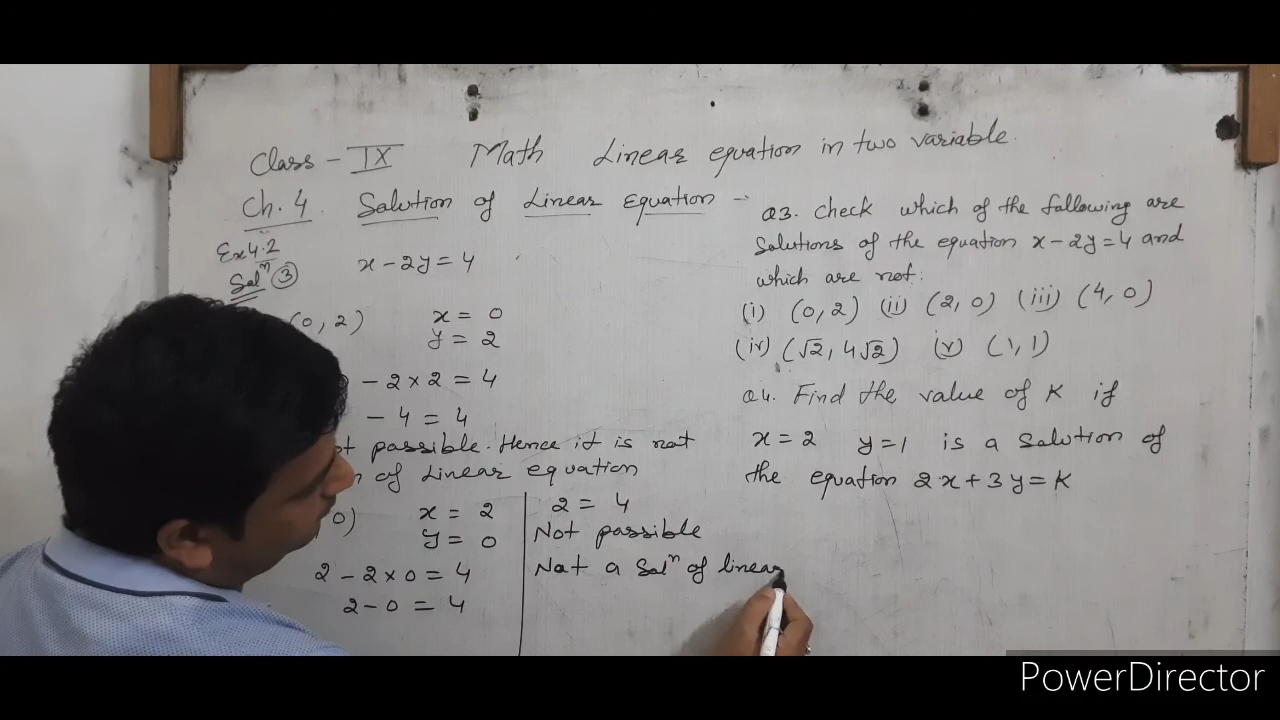 Class - IX Math Linear equation in two variable.
Ch. 4. Solution of Linear Equation -
Ex 4.2
Solⁿ ③ x - 2y = 4
(0, 2) x = 0
y = 2
- 2 × 2 = 4
- 4 = 4
possible. Hence it is not
of Linear equation
0) x = 2
y = 0
2 - 2 × 0 = 4
2 - 0 = 4
2 = 4
Not possible
Not a Solⁿ of linear
Q3. Check which of the following are
Solutions of the equation x - 2y = 4 and
which are not:
(i) (0, 2) (ii) (2, 0) (iii) (4, 0)
(iv) (√2, 4√2) (v) (1, 1)
Q4. Find the value of K if
x = 2 y = 1 is a Solution of
the equation 2x + 3y = K
PowerDirector